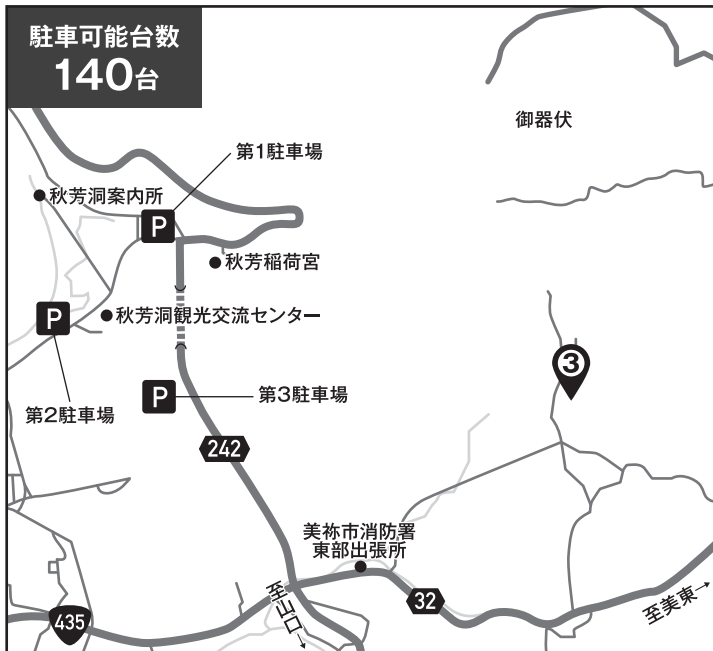 駐車可能台数
140台
御器伏
第1駐車場
秋芳洞案内所
P
秋芳稲荷宮
P
秋芳洞観光交流センター
3
P
第3駐車場
第2駐車場
242
美祢市消防署
東部出張所
32
至山口→
至美東→
435